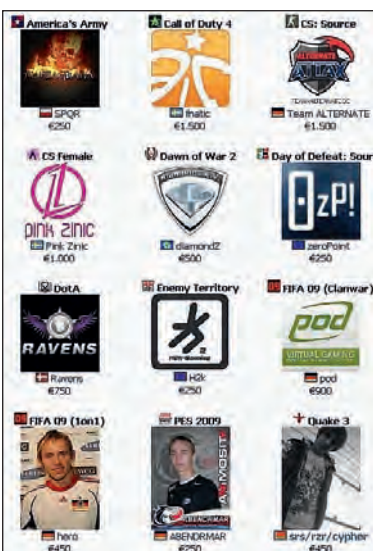 America's Army
Call of Duty 4
CS: Source
ALTERNATE
ATTAX
SPQR
€250
fnatic
€1.500
Team ALTERNATE
€1.500
CS Female
Dawn of War 2
Day of Defeat: Sour
PINK ZINIC
zP!
Pink Zinic
€1.000
diamondZ
€500
zeroPoint
€250
DotA
Enemy Territory
FIFA 09 (Clanwar)
RAVENS
pod
VIRTUAL GAMING
Ravens
€750
H2k
€250
pod
€900
FIFA 09 (1on1)
PES 2009
Quake 3
ABENDRMAR
hero
€450
ABENDRMAR
€250
srs/rzr/cypher
€450